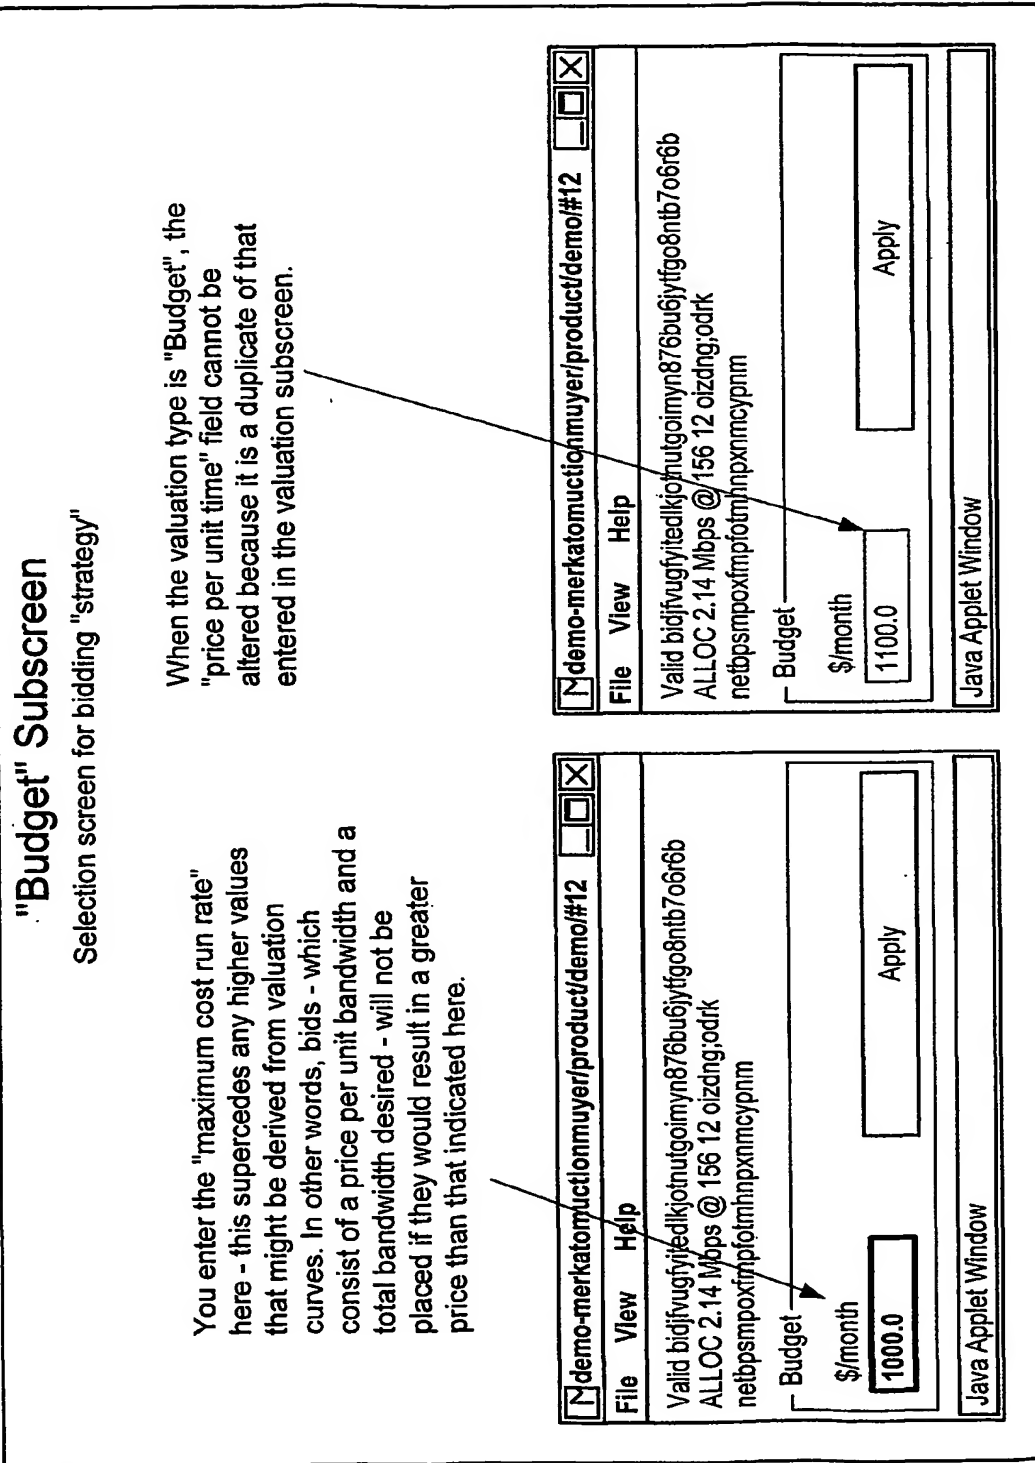 "Budget" Subscreen
Selection screen for bidding "strategy"
You enter the "maximum cost run rate"
here - this supercedes any higher values
that might be derived from valuation
curves. In other words, bids - which
consist of a price per unit bandwidth and a
total bandwidth desired - will not be
placed if they would result in a greater
price than that indicated here.
When the valuation type is "Budget", the
"price per unit time" field cannot be
altered because it is a duplicate of that
entered in the valuation subscreen.
M demo-merkatomuctionmuyer/product/demo/#12
File View Help
Valid bidjfvugfyitedlkjotnutgoimyn876bu6jytfgo8ntb7o6r6b
ALLOC 2.14 Mbps @ 156 12 oizdng;odrk
netbpsmpoxfmpfotmhnpxnmcypnm
Budget
$/month
1000.0
Apply
Java Applet Window
M demo-merkatomuctionmuyer/product/demo/#12
File View Help
Valid bidjfvugfyitedlkjotnutgoimyn876bu6jytfgo8ntb7o6r6b
ALLOC 2.14 Mbps @ 156 12 oizdng;odrk
netbpsmpoxfmpfotmhnpxnmcypnm
Budget
$/month
1100.0
Apply
Java Applet Window